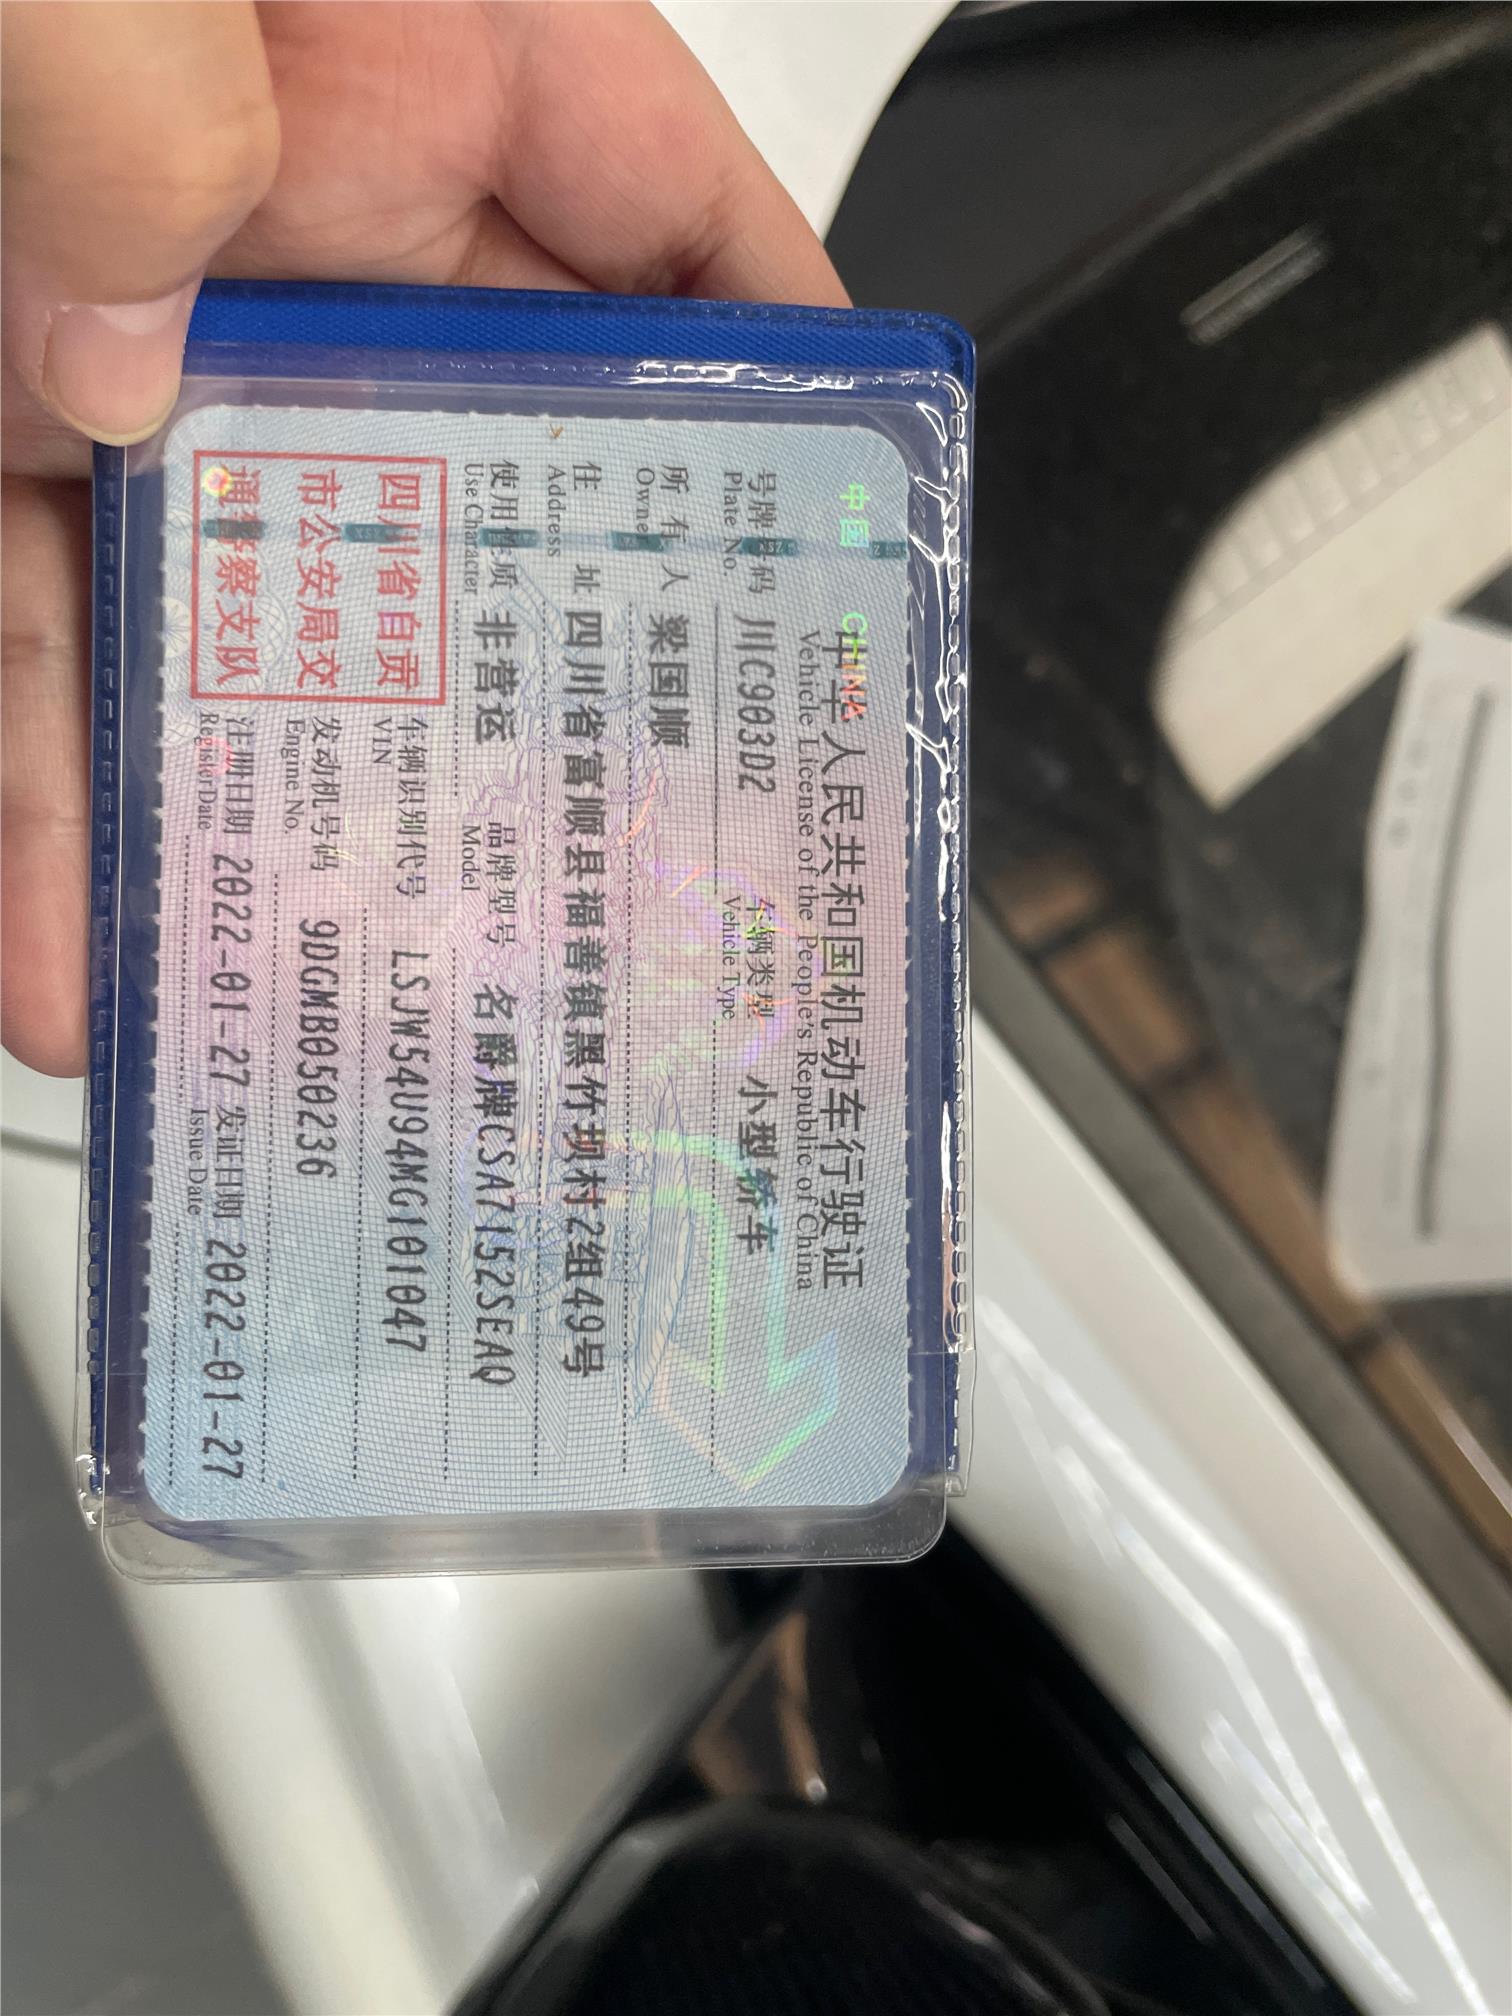 中国 CHINA
中华人民共和国机动车行驶证
Vehicle License of the People's Republic of China
号牌号码 川C903D2 车辆类型 小型轿车
Plate No. Vehicle Type
所有人 梁国顺
Owner
住址 四川省富顺县福善镇黑竹坝村2组49号
Address
使用性质 非营运 品牌型号 名爵牌CSA7152SEAQ
Use Character Model
四川省自贡
市公安局交
通警察支队
车辆识别代号 LSJW54U94MG101047
VIN
发动机号码 9DGMB050236
Engine No.
注册日期 2022-01-27 发证日期 2022-01-27
Register Date Issue Date